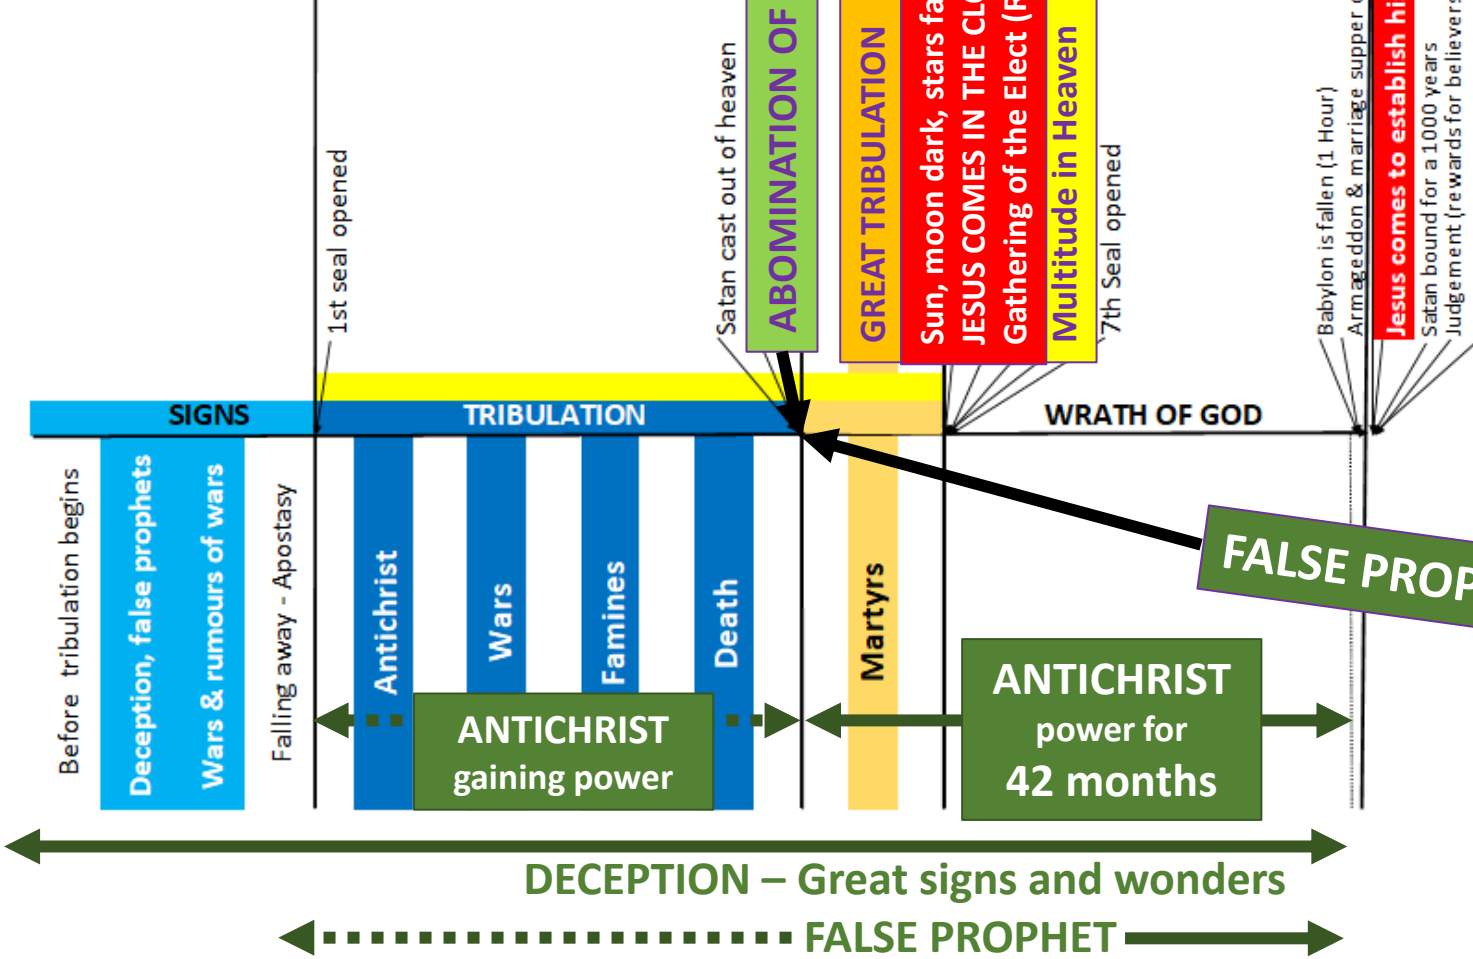 1st seal opened
Satan cast out of heaven
ABOMINATION OF
GREAT TRIBULATION
Sun, moon dark, stars
JESUS COMES IN THE
Gathering of the Elect
Multitude in Heaven
7th Seal opened
Babylon is fallen (1 Hour)
Armageddon & marriage supper
Jesus comes to establish
Satan bound for a 1000 years
Judgement (rewards for believers
SIGNS
TRIBULATION
WRATH OF GOD
Before tribulation begins
Deception, false prophets
Wars & rumours of wars
Falling away - Apostasy
Antichrist
Wars
Famines
Death
Martyrs
FALSE
ANTICHRIST
gaining power
ANTICHRIST
power for
42 months
DECEPTION – Great signs and wonders
FALSE PROPHET